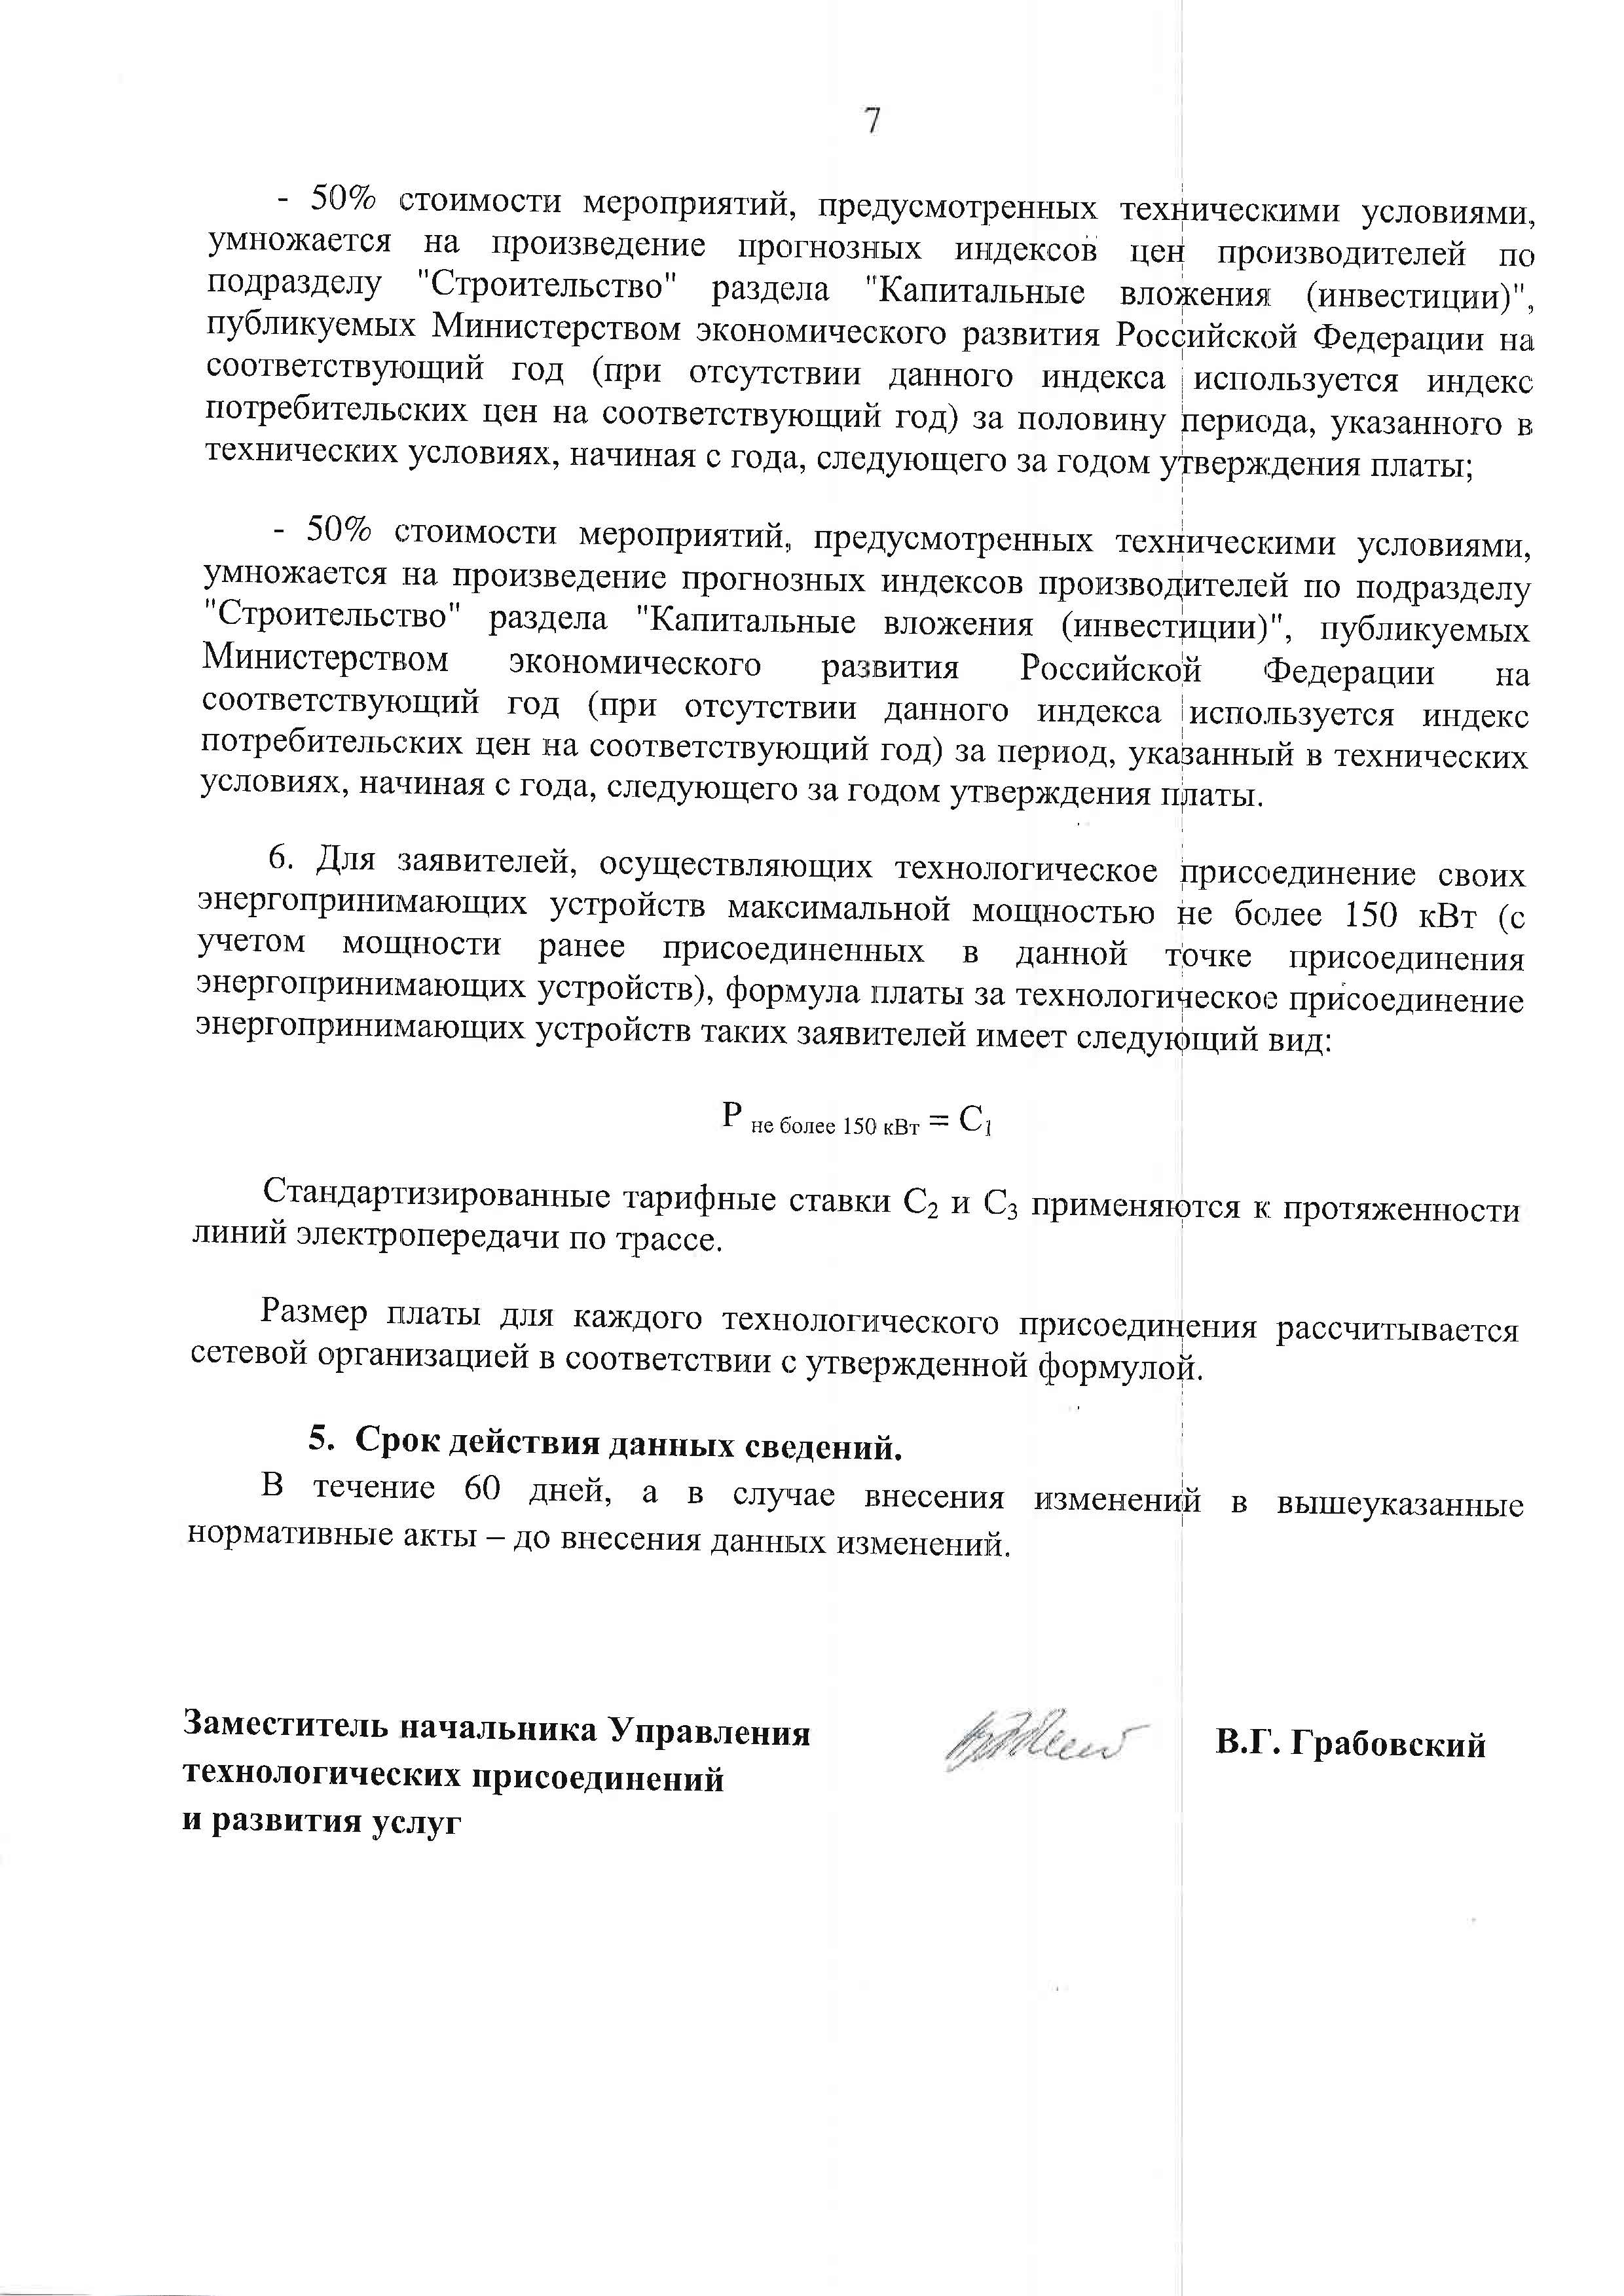 7
- 50% стоимости мероприятий, предусмотренных техническими условиями,
умножается на произведение прогнозных индексов цен производителей по
подразделу "Строительство" раздела "Капитальные вложения (инвестиции)",
публикуемых Министерством экономического развития Российской Федерации на
соответствующий год (при отсутствии данного индекса используется индекс
потребительских цен на соответствующий год) за половину периода, указанного в
технических условиях, начиная с года, следующего за годом утверждения платы;
- 50% стоимости мероприятий, предусмотренных техническими условиями,
умножается на произведение прогнозных индексов производителей по подразделу
"Строительство" раздела "Капитальные вложения (инвестиции)", публикуемых
Министерством экономического развития Российской Федерации на
соответствующий год (при отсутствии данного индекса используется индекс
потребительских цен на соответствующий год) за период, указанный в технических
условиях, начиная с года, следующего за годом утверждения платы.
6. Для заявителей, осуществляющих технологическое присоединение своих
энергопринимающих устройств максимальной мощностью не более 150 кВт (с
учетом мощности ранее присоединенных в данной точке присоединения
энергопринимающих устройств), формула платы за технологическое присоединение
энергопринимающих устройств таких заявителей имеет следующий вид:
Р не более 150 кВт = С₁
Стандартизированные тарифные ставки С₂ и С₃ применяются к протяженности
линий электропередачи по трассе.
Размер платы для каждого технологического присоединения рассчитывается
сетевой организацией в соответствии с утвержденной формулой.
5. Срок действия данных сведений.
В течение 60 дней, а в случае внесения изменений в вышеуказанные
нормативные акты – до внесения данных изменений.
Заместитель начальника Управления
технологических присоединений
и развития услуг
В.Г. Грабовский